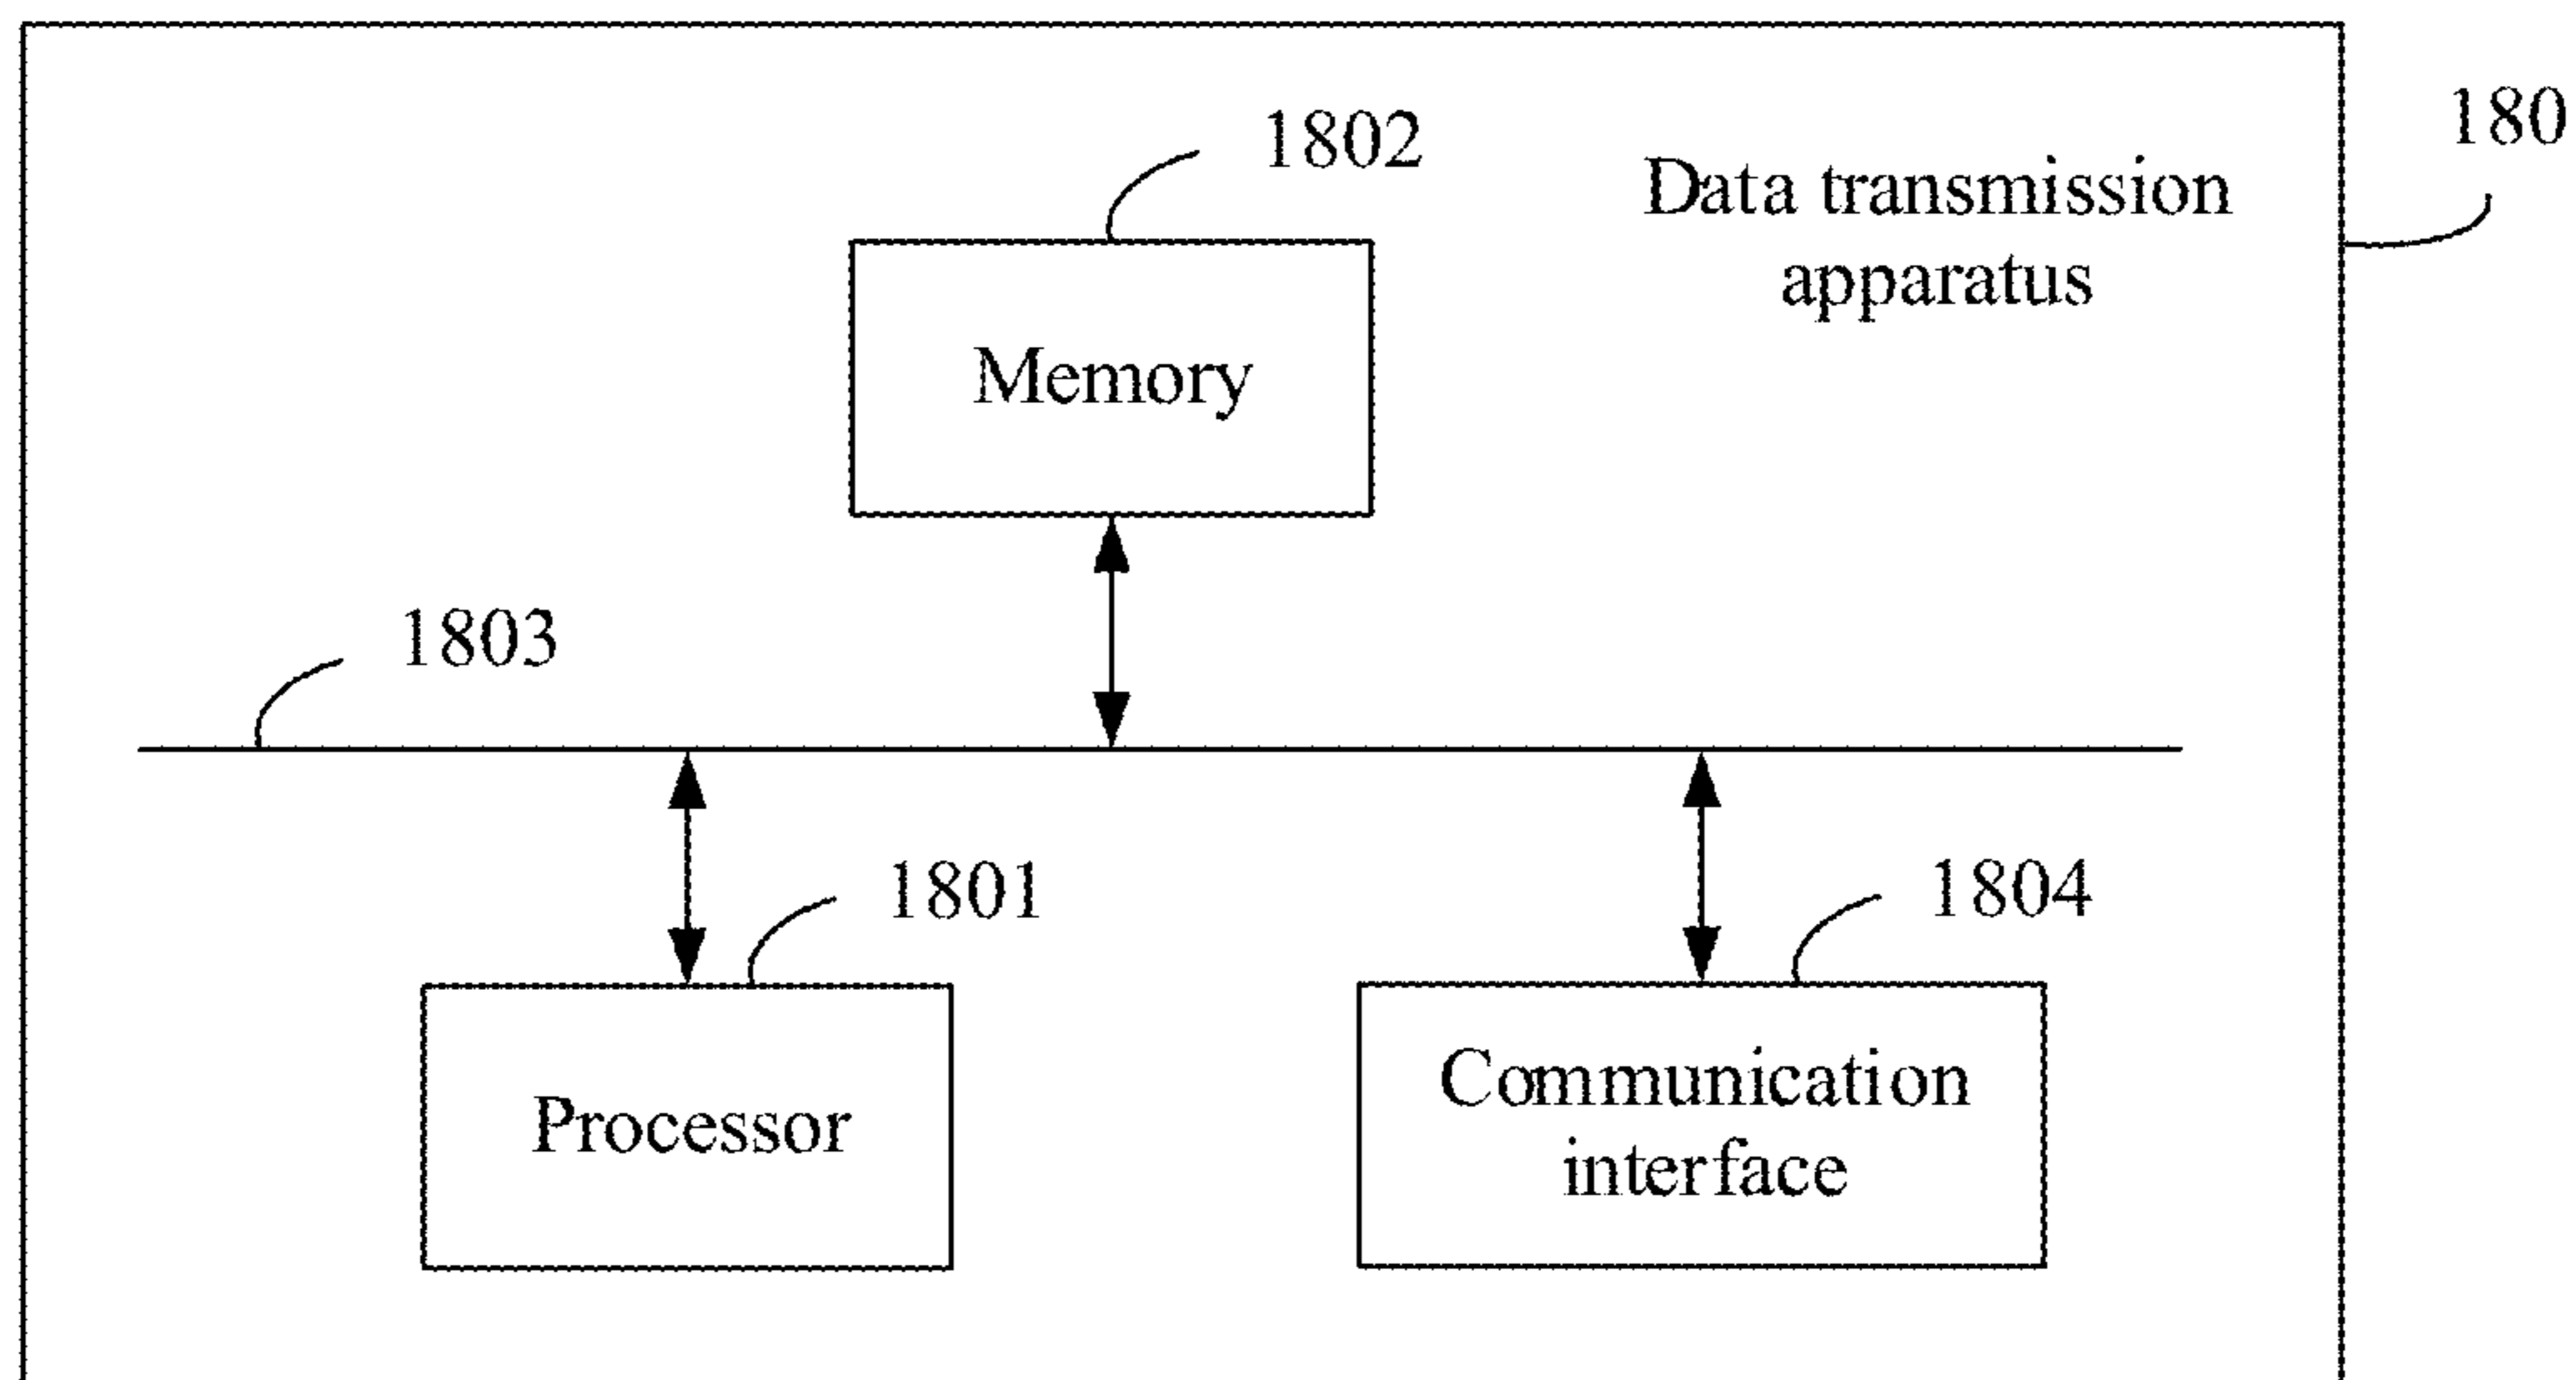 180
1802
Data transmission
apparatus
Memory
1803
1801
1804
Processor
Communication
interface